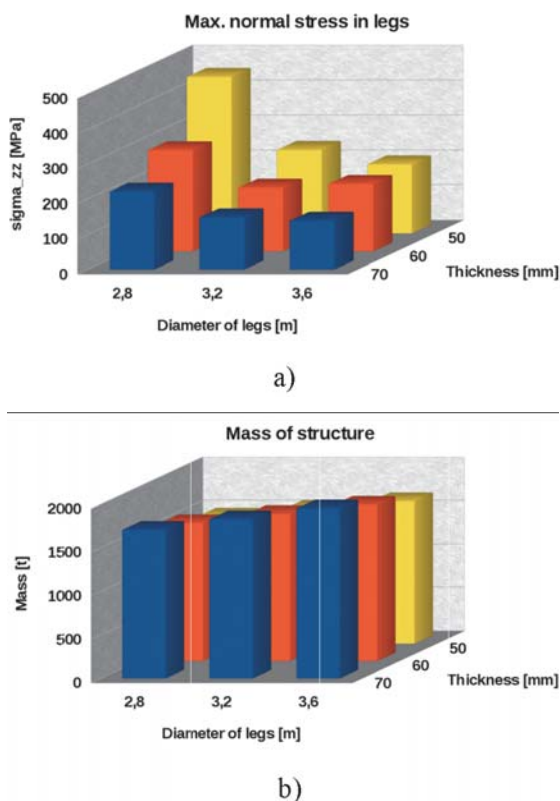 Max. normal stress in legs
500
400
300
200
100
0
sigma_zz [MPa]
2,8
3,2
3,6
Diameter of legs [m]
70
60
50
Thickness [mm]
a)
Mass of structure
2000
1500
1000
500
0
Mass [t]
2,8
3,2
3,6
Diameter of legs [m]
70
60
50
Thickness [mm]
b)